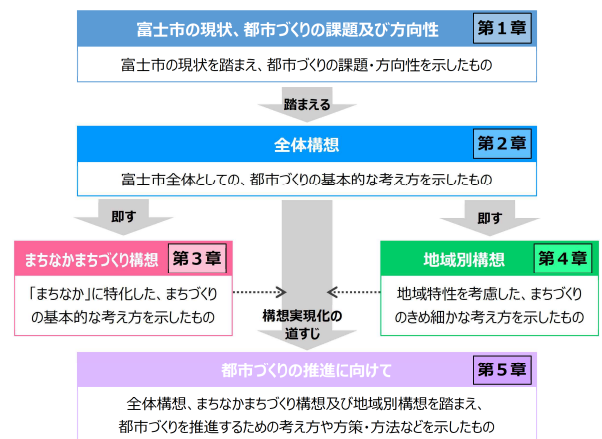 富士市の現状、都市づくりの課題及び方向性
第１章
富士市の現状を踏まえ、都市づくりの課題・方向性を示したもの
踏まえる
全体構想
第２章
富士市全体としての、都市づくりの基本的な考え方を示したもの
即す
即す
まちなかまちづくり構想
第３章
「まちなか」に特化した、まちづくり
の基本的な考え方を示したもの
地域別構想
第４章
地域特性を考慮した、まちづくり
のきめ細かな考え方を示したもの
構想実現化の
道すじ
都市づくりの推進に向けて
第５章
全体構想、まちなかまちづくり構想及び地域別構想を踏まえ、
都市づくりを推進するための考え方や方策・方法などを示したもの